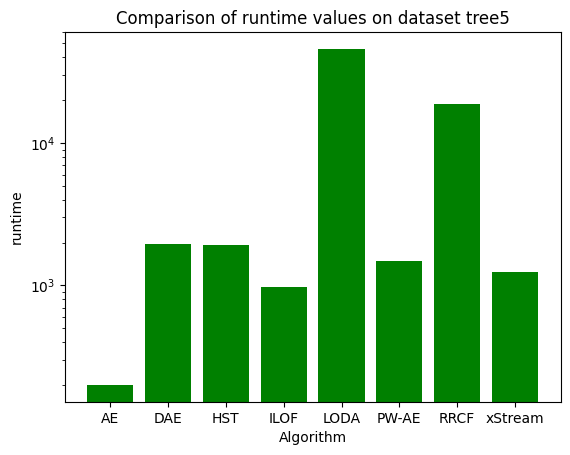 Comparison of runtime values on dataset tree5
runtime
10^4
10^3
AE DAE HST ILOF LODA PW-AE RRCF xStream
Algorithm